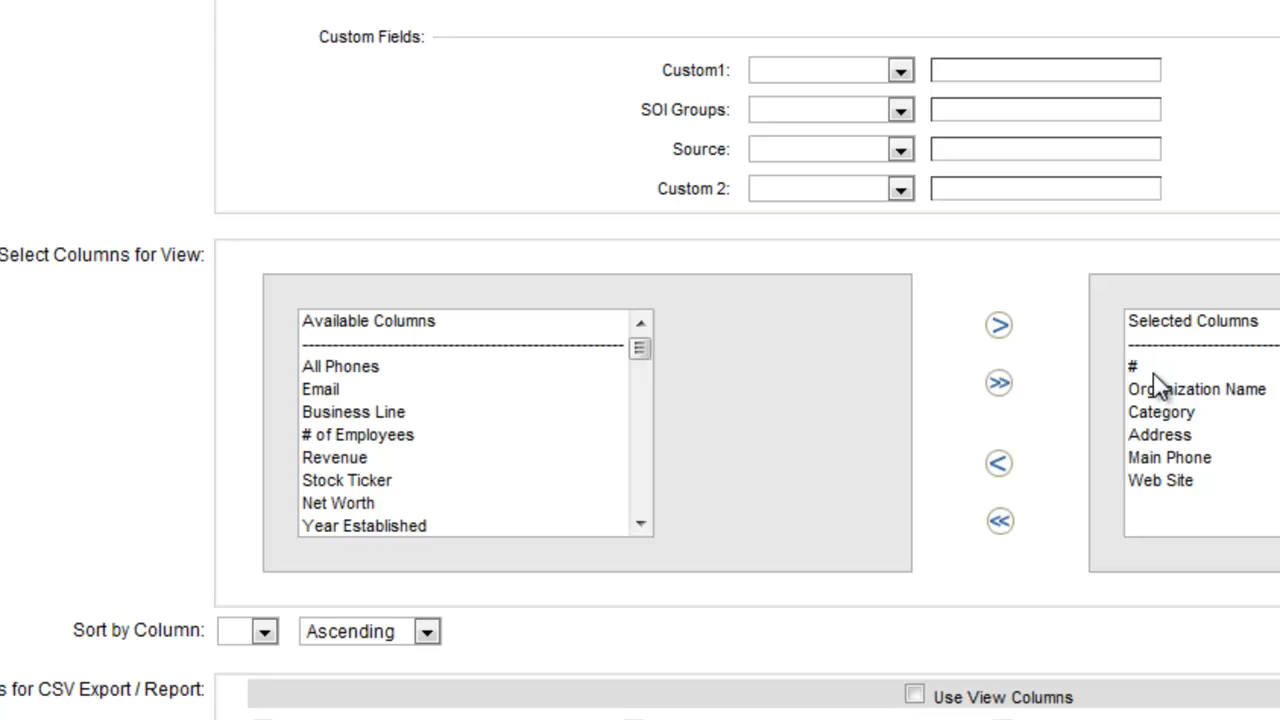 Custom Fields:
Custom1:
SOI Groups:
Source:
Custom 2:
Select Columns for View:
Available Columns
All Phones
Email
Business Line
# of Employees
Revenue
Stock Ticker
Net Worth
Year Established
>
>>
<
<<
Selected Columns
#
Organization Name
Category
Address
Main Phone
Web Site
Sort by Column:
Ascending
s for CSV Export / Report:
Use View Columns